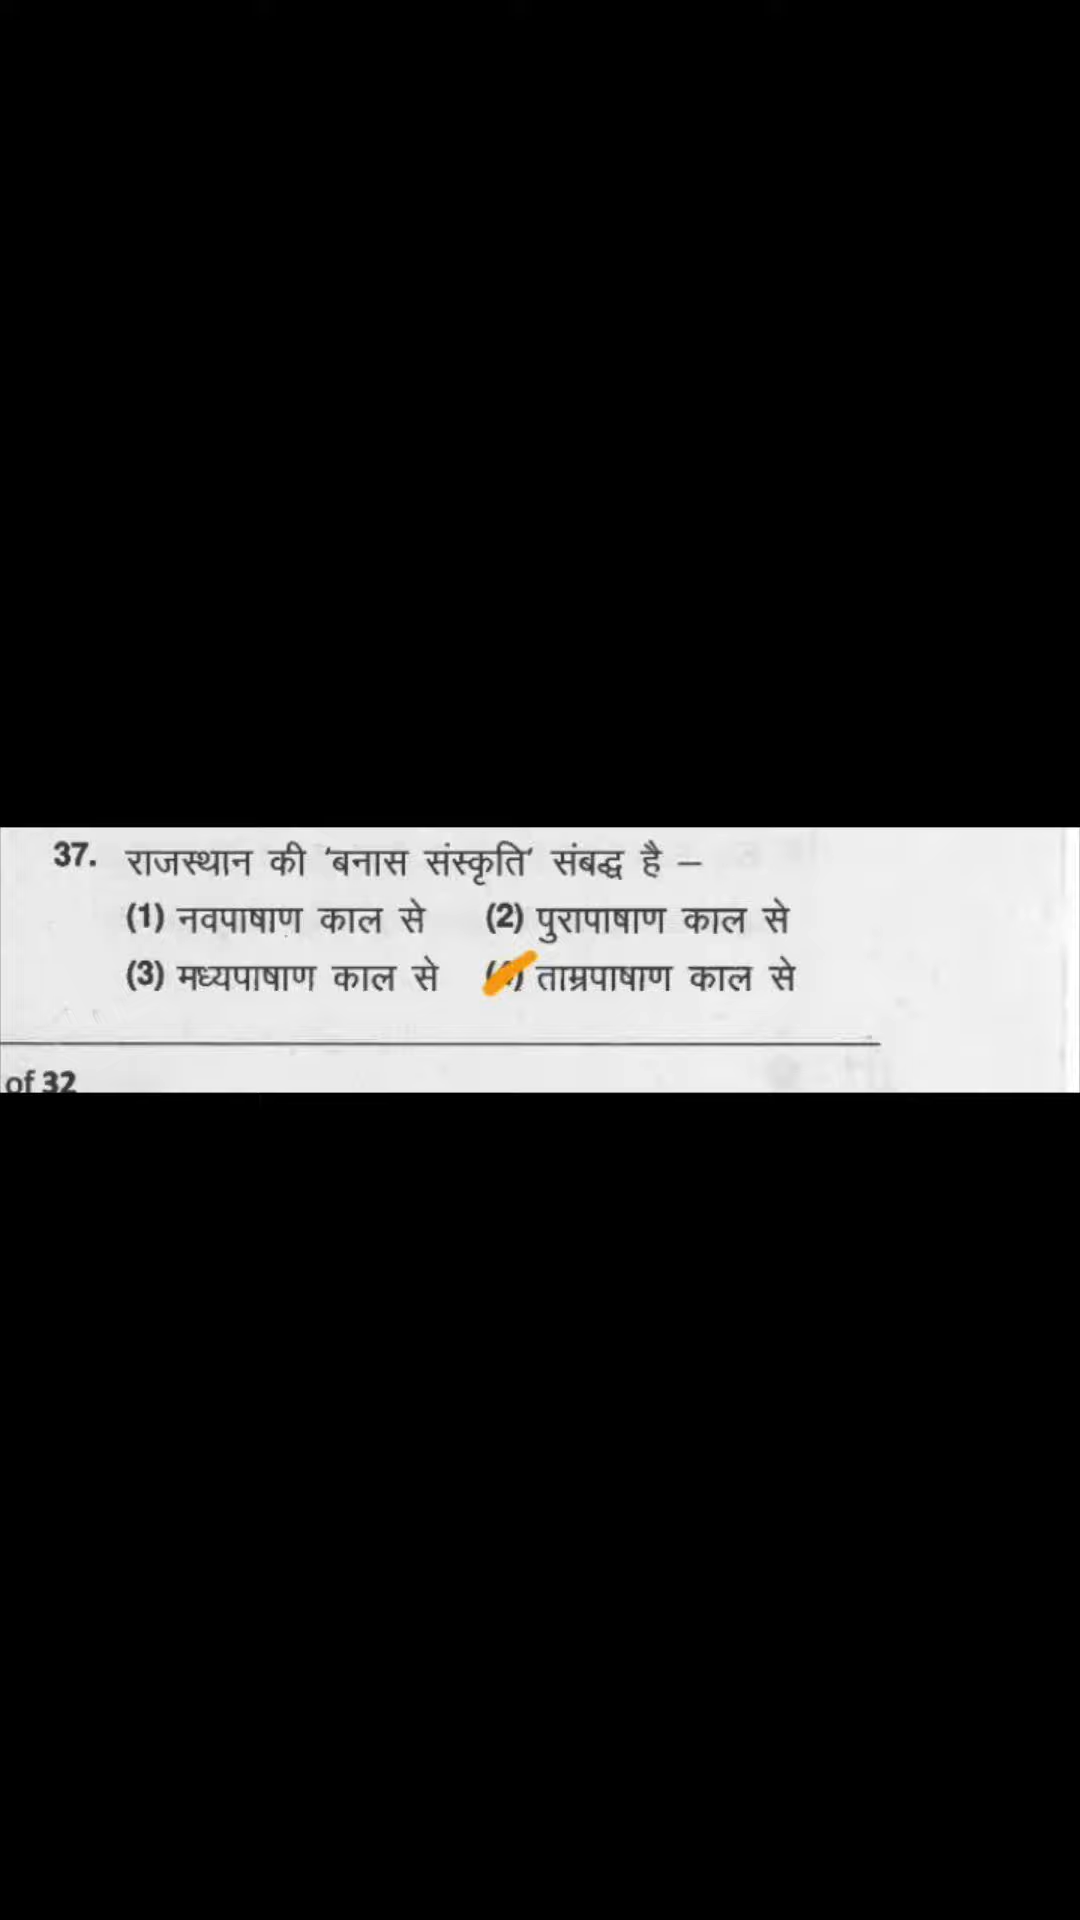 37. राजस्थान की 'बनास संस्कृति' संबद्ध है –
(1) नवपाषाण काल से (2) पुरापाषाण काल से
(3) मध्यपाषाण काल से ताम्रपाषाण काल से
of 32